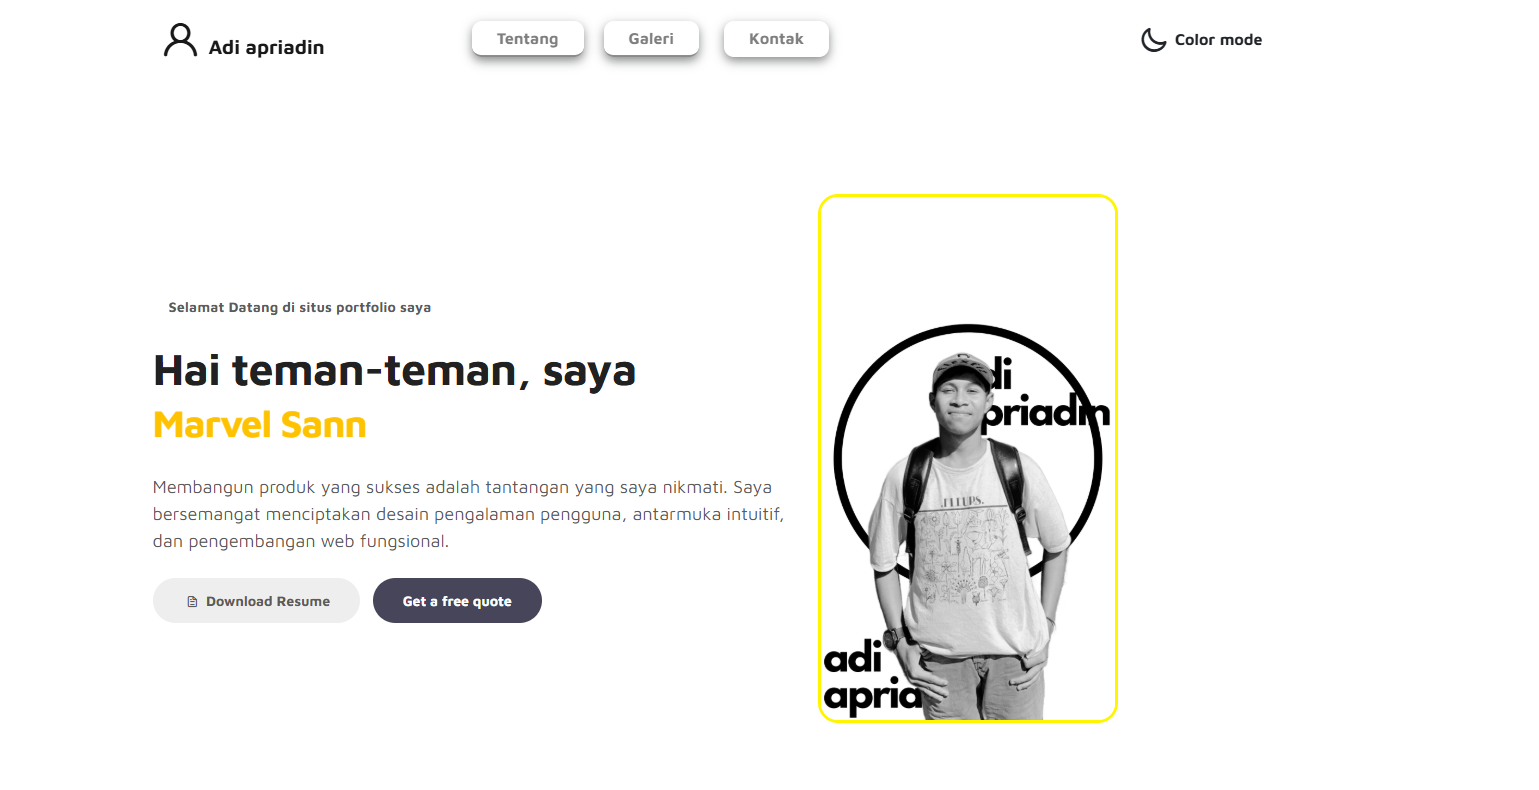 Adi apriadin
Tentang
Galeri
Kontak
Color mode
Selamat Datang di situs portfolio saya
Hai teman-teman, saya
Marvel Sann
Membangun produk yang sukses adalah tantangan yang saya nikmati. Saya
bersemangat menciptakan desain pengalaman pengguna, antarmuka intuitif,
dan pengembangan web fungsional.
Download Resume
Get a free quote
di
priadin
adi
apria